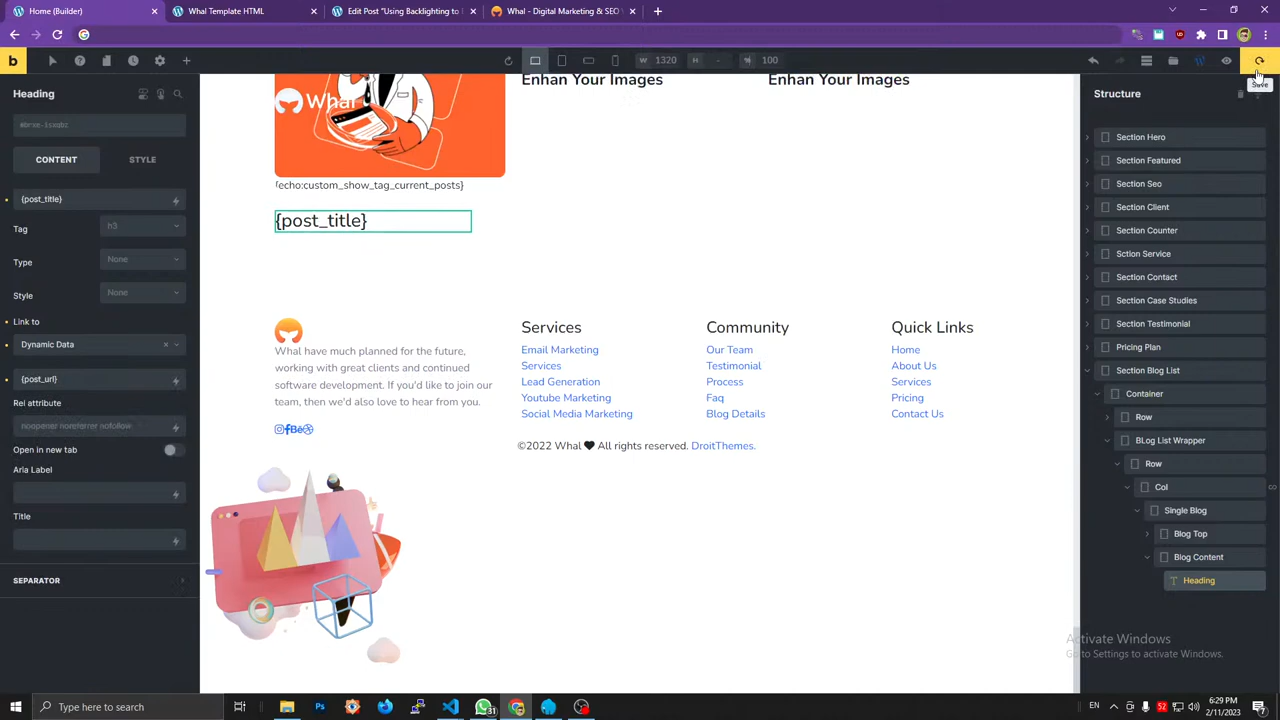 Home (Builder)
What Template HTML
Edit Post "Using Blogging to I
Whal - Digital Marketing & SEO
W 1320
H -
% 100
Heading
Structure
Save
#brxe-isxqbz
CONTENT
STYLE
{post_title}
Tag
h3
Type
None
Style
None
Link to
Dynamic Data
{post_url}
Rel attribute
noopener noreferrer nofollow
Open in new tab
Aria Label
Title
SEPARATOR
Enhan Your Images
Enhan Your Images
Whal
{echo:custom_show_tag_current_posts}
{post_title}
Whal have much planned for the future,
working with great clients and continued
software development. If you'd like to join our
team, then we'd also love to hear from you.
Services
Email Marketing
Services
Lead Generation
Youtube Marketing
Social Media Marketing
Community
Our Team
Testimonial
Process
Faq
Blog Details
Quick Links
Home
About Us
Services
Pricing
Contact Us
©2022 Whal ❤ All rights reserved. DroitThemes.
Section Hero
Section Featured
Section Seo
Section Client
Section Counter
Sction Service
Section Contact
Section Case Studies
Section Testimonial
Pricing Plan
Section Blog List
Container
Row
BLog List Wrapper
Row
Col
SIngle Blog
Blog Top
Blog Content
Heading
Activate Windows
Go to Settings to activate Windows.
Type here to search
31
EN
52
6:29 PM
2/11/2023